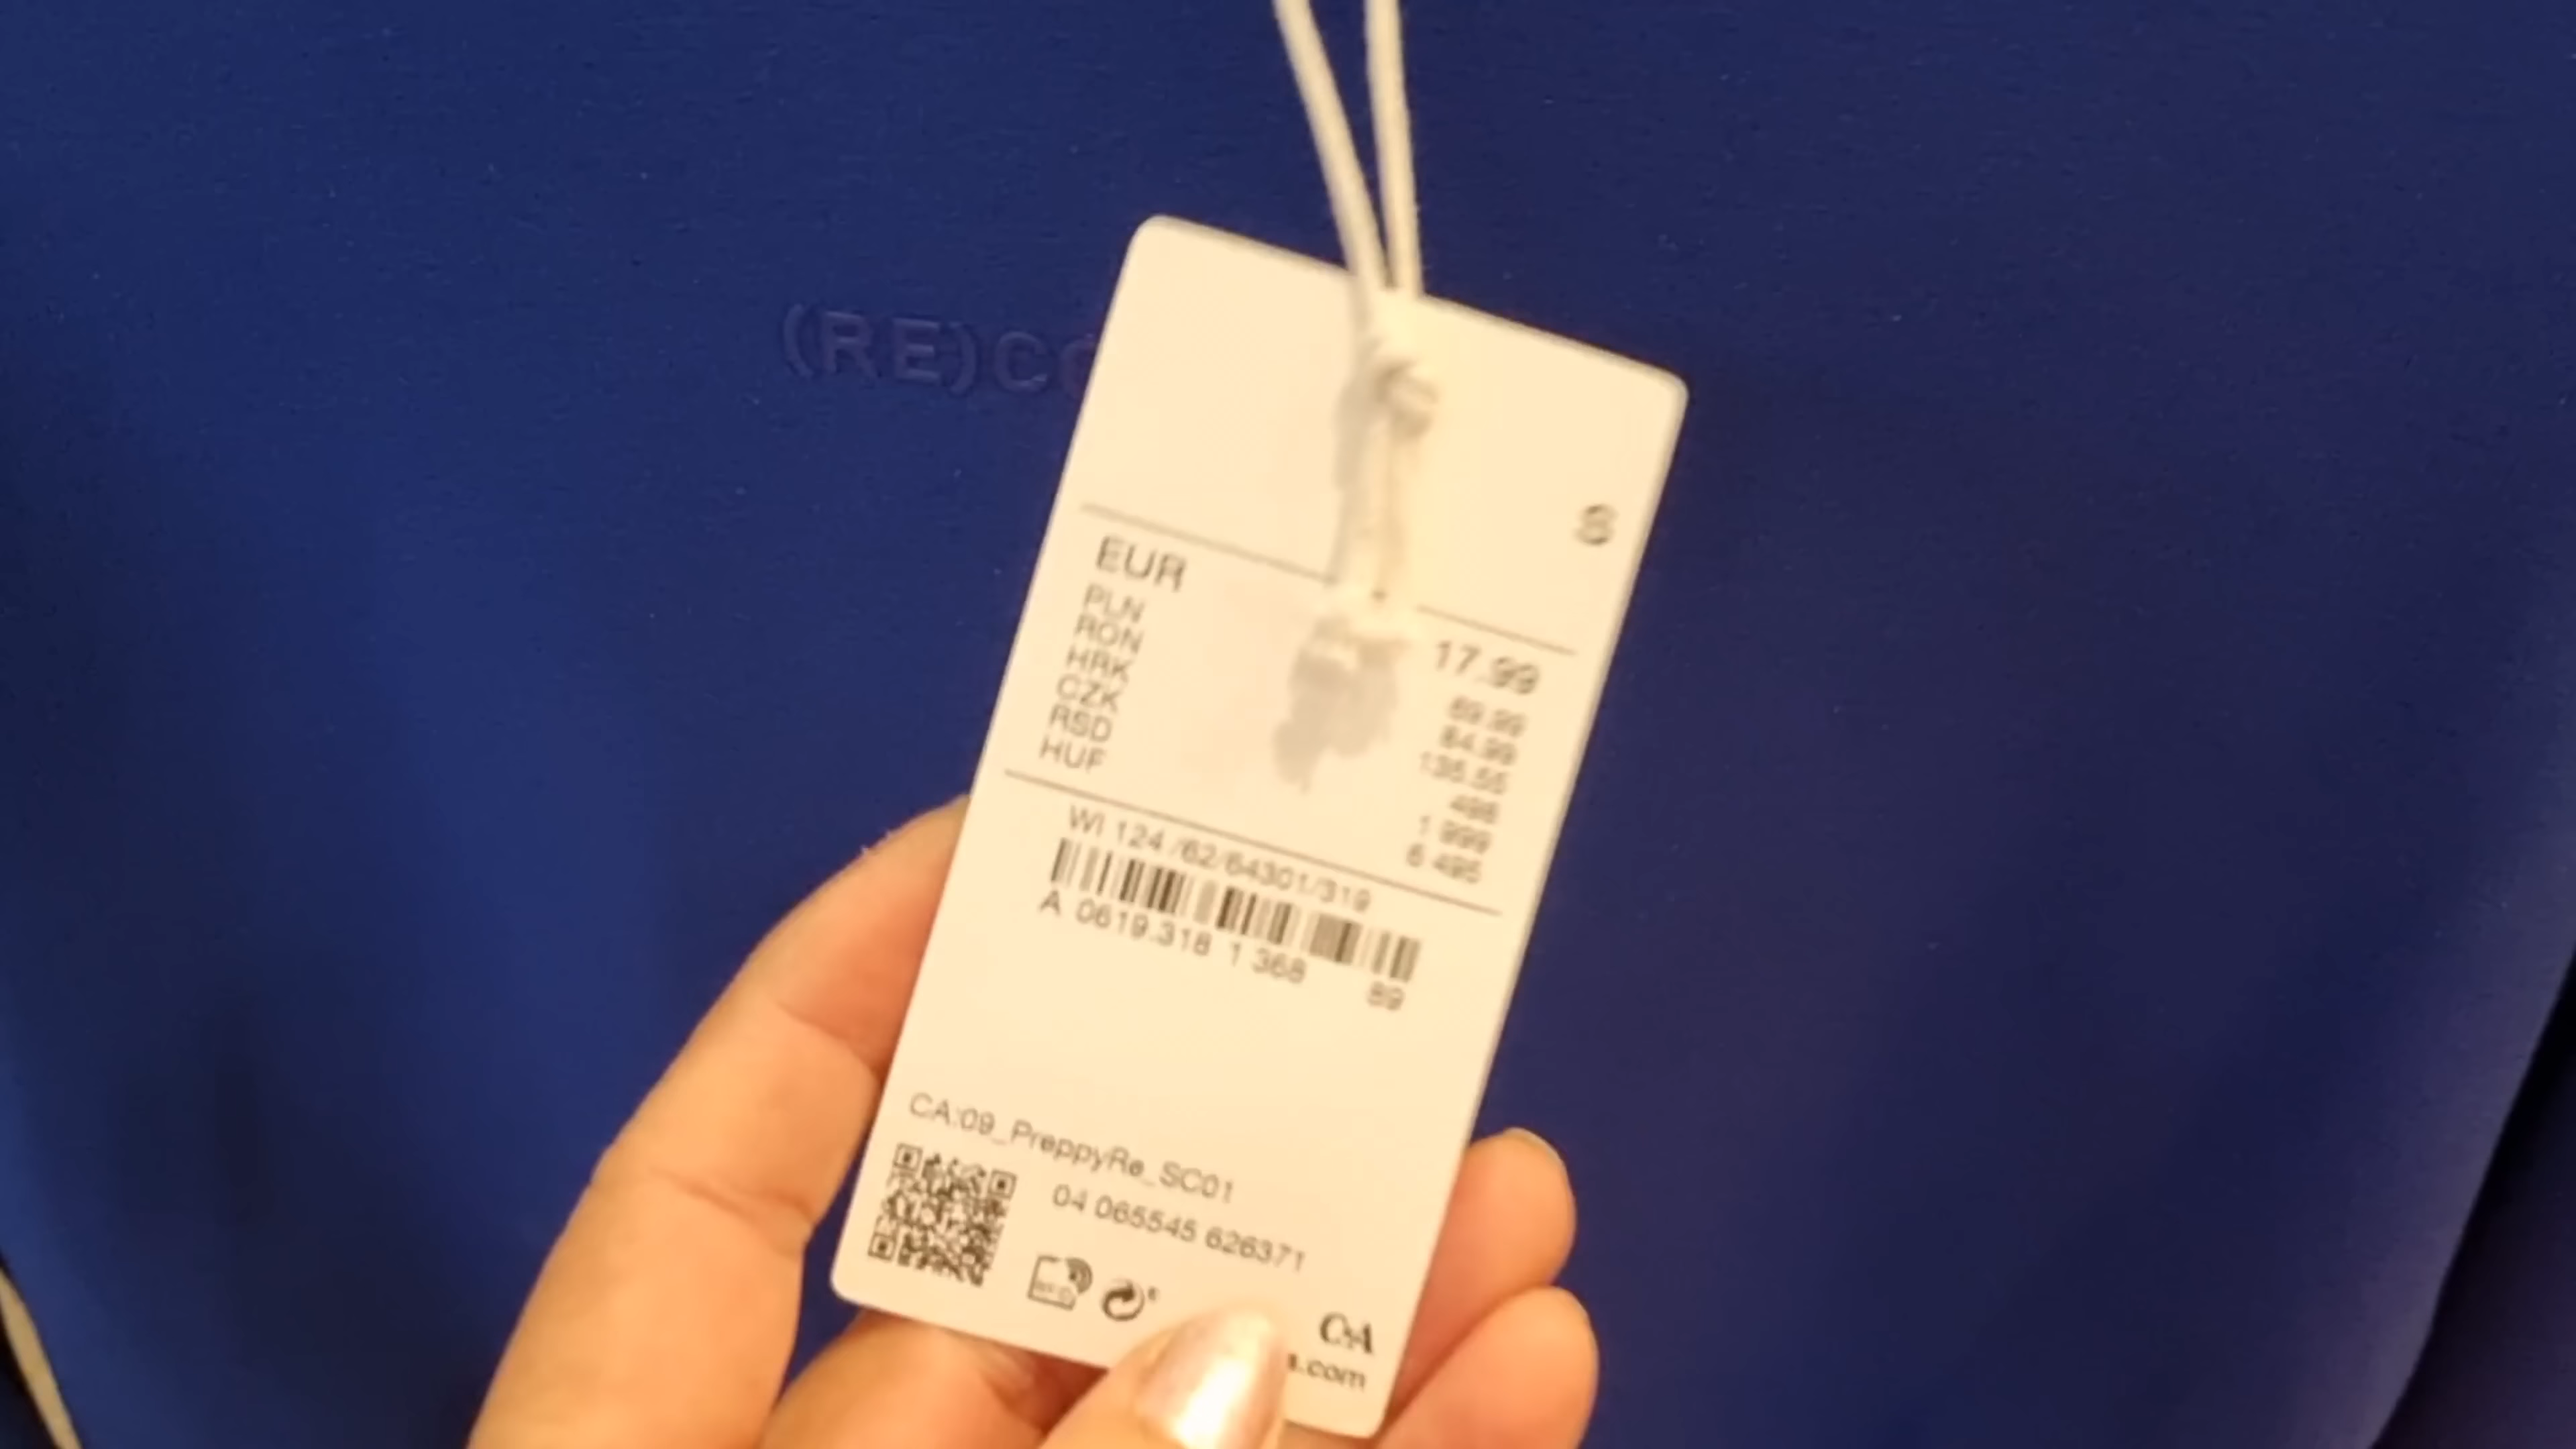 (RE)CO
S
EUR 17.99
PLN 69.99
RON 84.99
HRK 135.55
CZK 498
RSD 1 999
HUF 6 495
WI 124 /62/64301/319
A 0619.318 1 368 89
CA:09_PreppyRe_SC01
04 065545 626371
C&A
.com